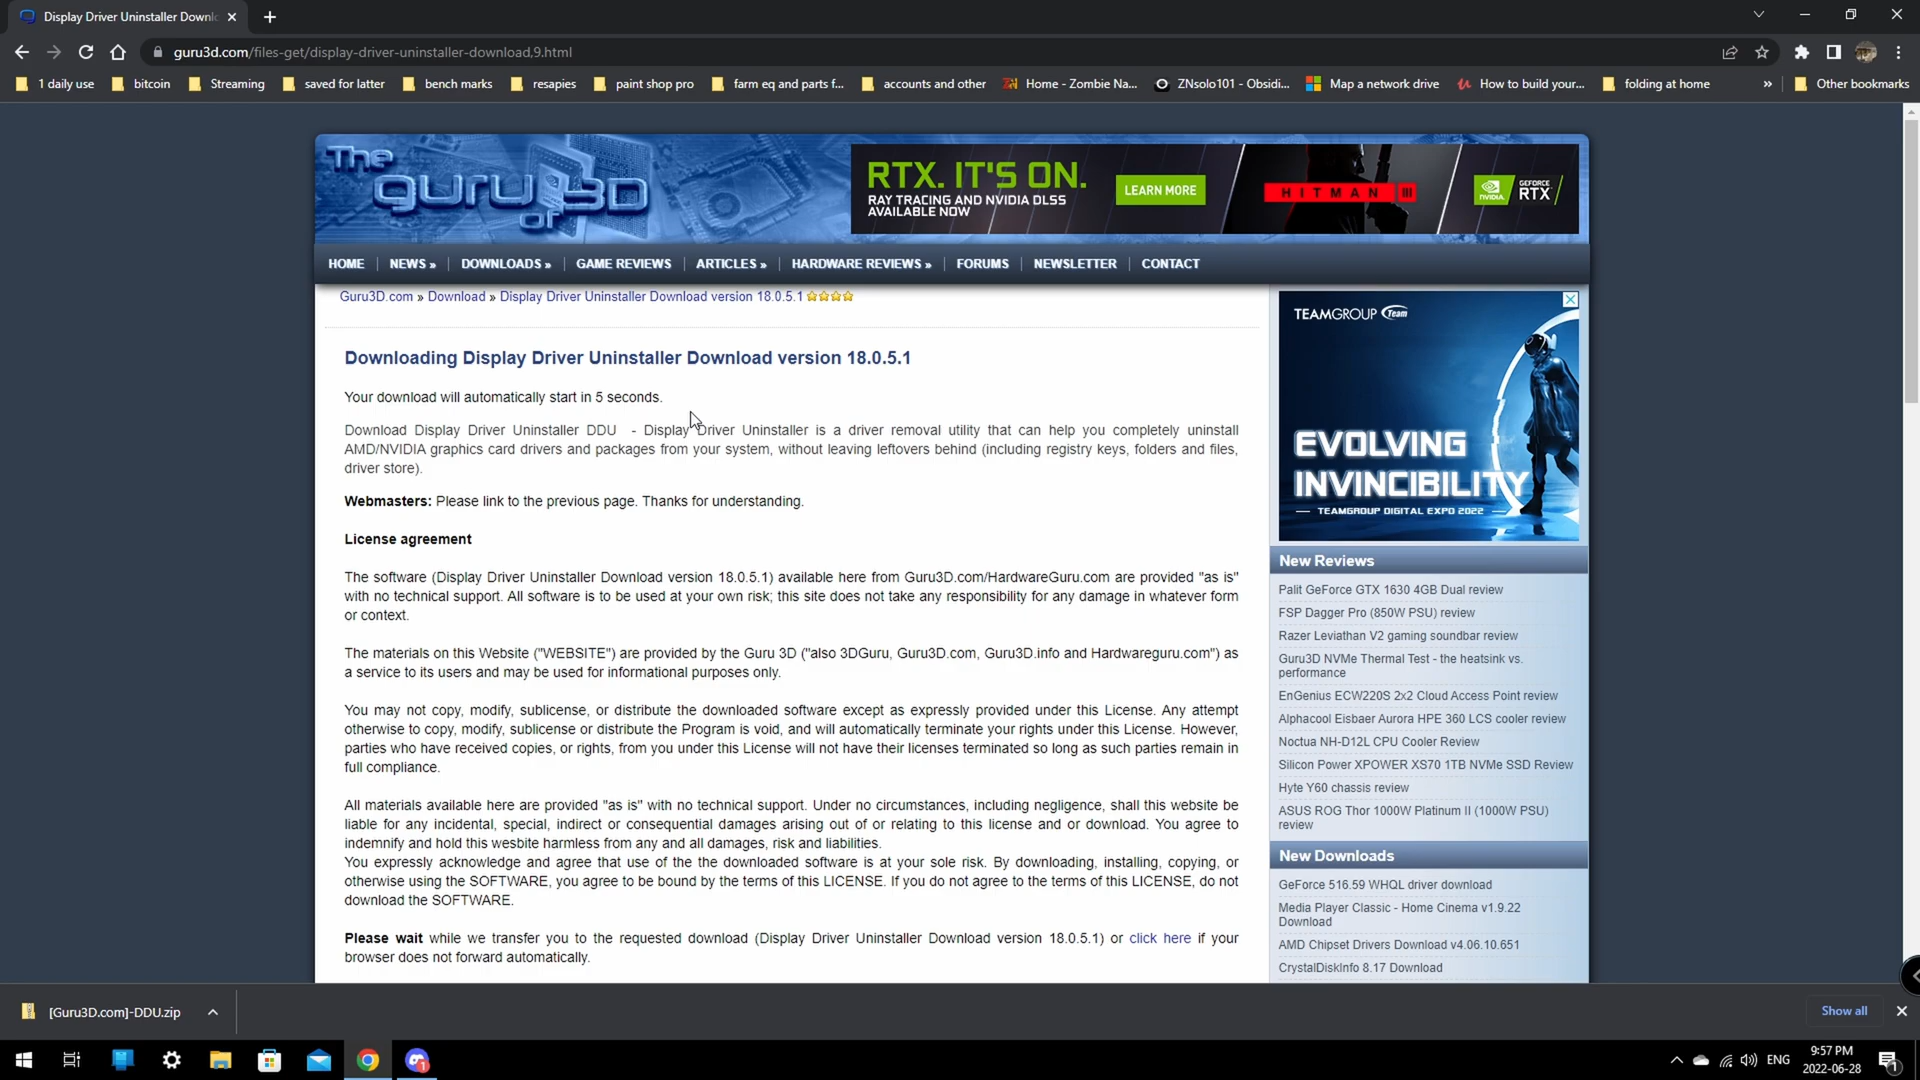 Display Driver Uninstaller Downl
guru3d.com/files-get/display-driver-uninstaller-download,9.html
1 daily use
bitcoin
Streaming
saved for latter
bench marks
resapies
paint shop pro
farm eq and parts f...
accounts and other
Home - Zombie Na...
ZNsolo101 - Obsidi...
Map a network drive
How to build your...
folding at home
»
Other bookmarks
The guru of 3D
RTX. IT'S ON.
RAY TRACING AND NVIDIA DLSS
AVAILABLE NOW
LEARN MORE
HITMAN III
NVIDIA
GEFORCE
RTX
HOME
NEWS »
DOWNLOADS »
GAME REVIEWS
ARTICLES »
HARDWARE REVIEWS »
FORUMS
NEWSLETTER
CONTACT
Guru3D.com » Download » Display Driver Uninstaller Download version 18.0.5.1
Downloading Display Driver Uninstaller Download version 18.0.5.1
Your download will automatically start in 5 seconds.
Download Display Driver Uninstaller DDU - Display Driver Uninstaller is a driver removal utility that can help you completely uninstall
AMD/NVIDIA graphics card drivers and packages from your system, without leaving leftovers behind (including registry keys, folders and files,
driver store).
Webmasters: Please link to the previous page. Thanks for understanding.
License agreement
The software (Display Driver Uninstaller Download version 18.0.5.1) available here from Guru3D.com/HardwareGuru.com are provided "as is"
with no technical support. All software is to be used at your own risk; this site does not take any responsibility for any damage in whatever form
or context.
The materials on this Website ("WEBSITE") are provided by the Guru 3D ("also 3DGuru, Guru3D.com, Guru3D.info and Hardwareguru.com") as
a service to its users and may be used for informational purposes only.
You may not copy, modify, sublicense, or distribute the downloaded software except as expressly provided under this License. Any attempt
otherwise to copy, modify, sublicense or distribute the Program is void, and will automatically terminate your rights under this License. However,
parties who have received copies, or rights, from you under this License will not have their licenses terminated so long as such parties remain in
full compliance.
All materials available here are provided "as is" with no technical support. Under no circumstances, including negligence, shall this website be
liable for any incidental, special, indirect or consequential damages arising out of or relating to this license and or download. You agree to
indemnify and hold this wesbite harmless from any and all damages, risk and liabilities.
You expressly acknowledge and agree that use of the the downloaded software is at your sole risk. By downloading, installing, copying, or
otherwise using the SOFTWARE, you agree to be bound by the terms of this LICENSE. If you do not agree to the terms of this LICENSE, do not
download the SOFTWARE.
Please wait while we transfer you to the requested download (Display Driver Uninstaller Download version 18.0.5.1) or click here if your
browser does not forward automatically.
TEAMGROUP Team
EVOLVING
INVINCIBILITY
TEAMGROUP DIGITAL EXPO 2022
New Reviews
Palit GeForce GTX 1630 4GB Dual review
FSP Dagger Pro (850W PSU) review
Razer Leviathan V2 gaming soundbar review
Guru3D NVMe Thermal Test - the heatsink vs.
performance
EnGenius ECW220S 2x2 Cloud Access Point review
Alphacool Eisbaer Aurora HPE 360 LCS cooler review
Noctua NH-D12L CPU Cooler Review
Silicon Power XPOWER XS70 1TB NVMe SSD Review
Hyte Y60 chassis review
ASUS ROG Thor 1000W Platinum II (1000W PSU)
review
New Downloads
GeForce 516.59 WHQL driver download
Media Player Classic - Home Cinema v1.9.22
Download
AMD Chipset Drivers Download v4.06.10.651
CrystalDiskInfo 8.17 Download
[Guru3D.com]-DDU.zip
Show all
1
ENG
9:57 PM
2022-06-28
1